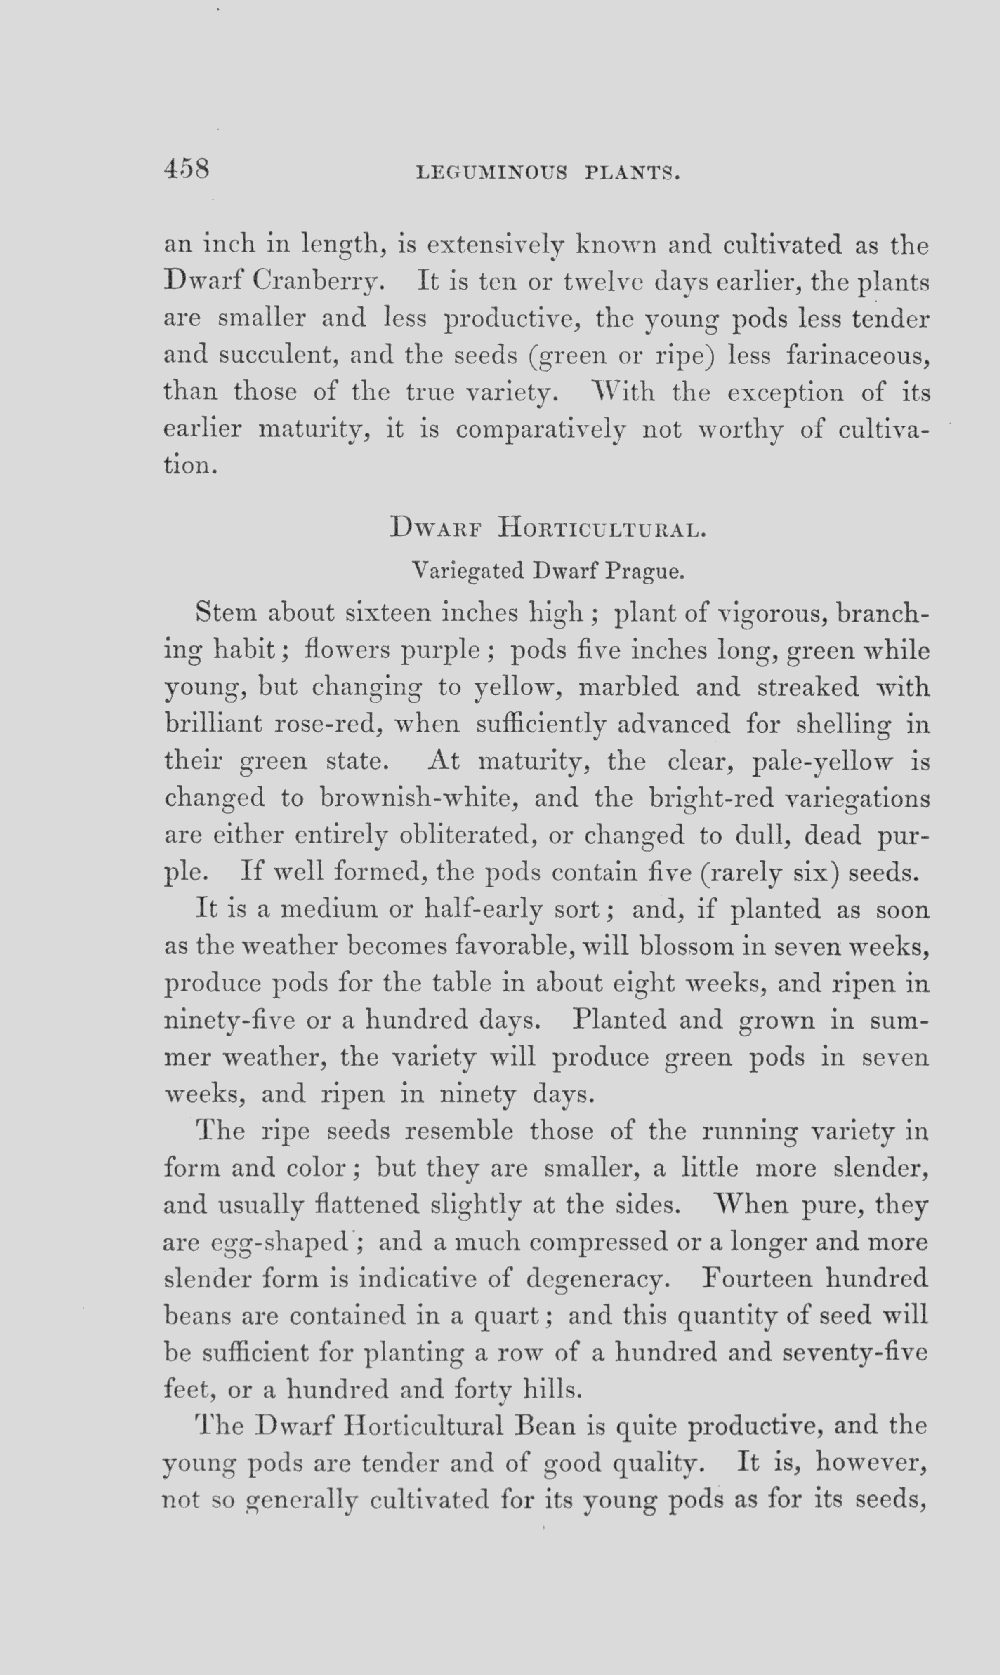 458 LEGUMINOUS PLANTS.
an inch in length, is extensively known and cultivated as the
Dwarf Cranberry. It is ten or twelve days earlier, the plants
are smaller and less productive, the young pods less tender
and succulent, and the seeds (green or ripe) less farinaceous,
than those of the true variety. With the exception of its
earlier maturity, it is comparatively not worthy of cultiva-
tion.
DWARF HORTICULTURAL.
Variegated Dwarf Prague.
Stem about sixteen inches high; plant of vigorous, branch-
ing habit; flowers purple; pods five inches long, green while
young, but changing to yellow, marbled and streaked with
brilliant rose-red, when sufficiently advanced for shelling in
their green state. At maturity, the clear, pale-yellow is
changed to brownish-white, and the bright-red variegations
are either entirely obliterated, or changed to dull, dead pur-
ple. If well formed, the pods contain five (rarely six) seeds.
It is a medium or half-early sort; and, if planted as soon
as the weather becomes favorable, will blossom in seven weeks,
produce pods for the table in about eight weeks, and ripen in
ninety-five or a hundred days. Planted and grown in sum-
mer weather, the variety will produce green pods in seven
weeks, and ripen in ninety days.
The ripe seeds resemble those of the running variety in
form and color; but they are smaller, a little more slender,
and usually flattened slightly at the sides. When pure, they
are egg-shaped; and a much compressed or a longer and more
slender form is indicative of degeneracy. Fourteen hundred
beans are contained in a quart; and this quantity of seed will
be sufficient for planting a row of a hundred and seventy-five
feet, or a hundred and forty hills.
The Dwarf Horticultural Bean is quite productive, and the
young pods are tender and of good quality. It is, however,
not so generally cultivated for its young pods as for its seeds,